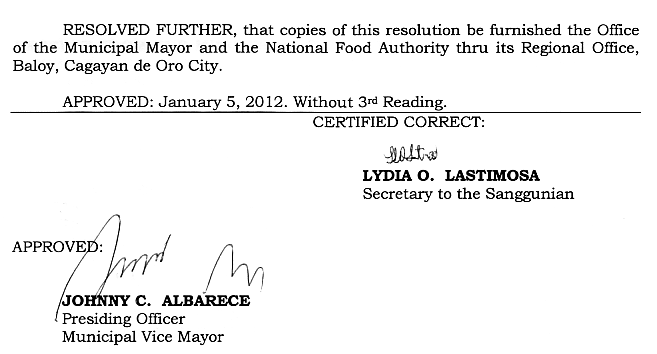 RESOLVED FURTHER, that copies of this resolution be furnished the Office
of the Municipal Mayor and the National Food Authority thru its Regional Office,
Baloy, Cagayan de Oro City.
APPROVED: January 5, 2012. Without 3rd Reading.
CERTIFIED CORRECT:
LYDIA O. LASTIMOSA
Secretary to the Sanggunian
APPROVED:
JOHNNY C. ALBARECE
Presiding Officer
Municipal Vice Mayor